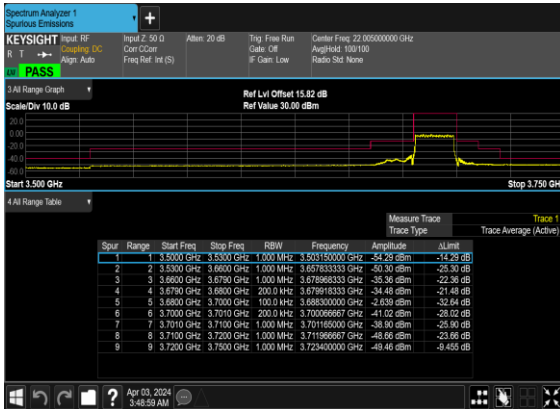 Spectrum Analyzer 1
Spurious Emissions
+
KEYSIGHT Input: RF Input Z: 50 Ω Atten: 20 dB Trig: Free Run Center Freq: 22.005000000 GHz
R T Coupling: DC Corr CCorr Gate: Off Avg|Hold: 100/100
Align: Auto Freq Ref: Int (S) IF Gain: Low Radio Std: None
LXI PASS
3 All Range Graph Ref Lvl Offset 15.82 dB
Scale/Div 10.0 dB Ref Value 30.00 dBm
20.0
0.00
-20.0
-40.0
-60.0
Start 3.500 GHz Stop 3.750 GH
4 All Range Table
Measure Trace Trace 1
Trace Type Trace Average (Active)
Spur Range Start Freq Stop Freq RBW Frequency Amplitude ΔLimit
1 1 3.5000 GHz 3.5300 GHz 1.000 MHz 3.503150000 GHz -54.29 dBm -14.29 dB
2 2 3.5300 GHz 3.6600 GHz 1.000 MHz 3.657833333 GHz -50.30 dBm -25.30 dB
3 3 3.6600 GHz 3.6790 GHz 1.000 MHz 3.678968333 GHz -35.36 dBm -22.36 dB
4 4 3.6790 GHz 3.6800 GHz 200.0 kHz 3.679918333 GHz -34.48 dBm -21.48 dB
5 5 3.6800 GHz 3.7000 GHz 100.0 kHz 3.688300000 GHz -2.639 dBm -32.64 dB
6 6 3.7000 GHz 3.7010 GHz 200.0 kHz 3.700066667 GHz -41.02 dBm -28.02 dB
7 7 3.7010 GHz 3.7100 GHz 1.000 MHz 3.701165000 GHz -38.90 dBm -25.90 dB
8 8 3.7100 GHz 3.7200 GHz 1.000 MHz 3.711966667 GHz -48.66 dBm -23.66 dB
9 9 3.7200 GHz 3.7500 GHz 1.000 MHz 3.723400000 GHz -49.46 dBm -9.455 dB
? Apr 03, 2024
3:48:59 AM